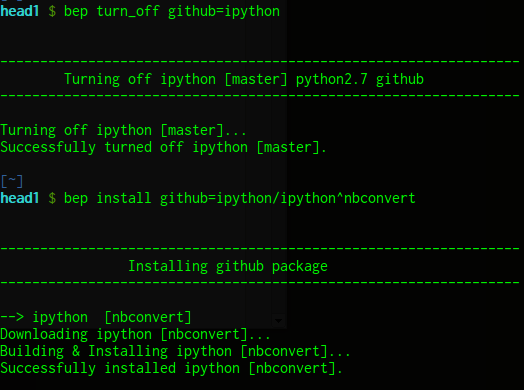 head1 $ bep turn_off github=ipython
-----------------------------------------------------------------
Turning off ipython [master] python2.7 github
-----------------------------------------------------------------
Turning off ipython [master]...
Successfully turned off ipython [master].
[~]
head1 $ bep install github=ipython/ipython^nbconvert
-----------------------------------------------------------------
Installing github package
-----------------------------------------------------------------
--> ipython  [nbconvert]
Downloading ipython [nbconvert]...
Building & Installing ipython [nbconvert]...
Successfully installed ipython [nbconvert].